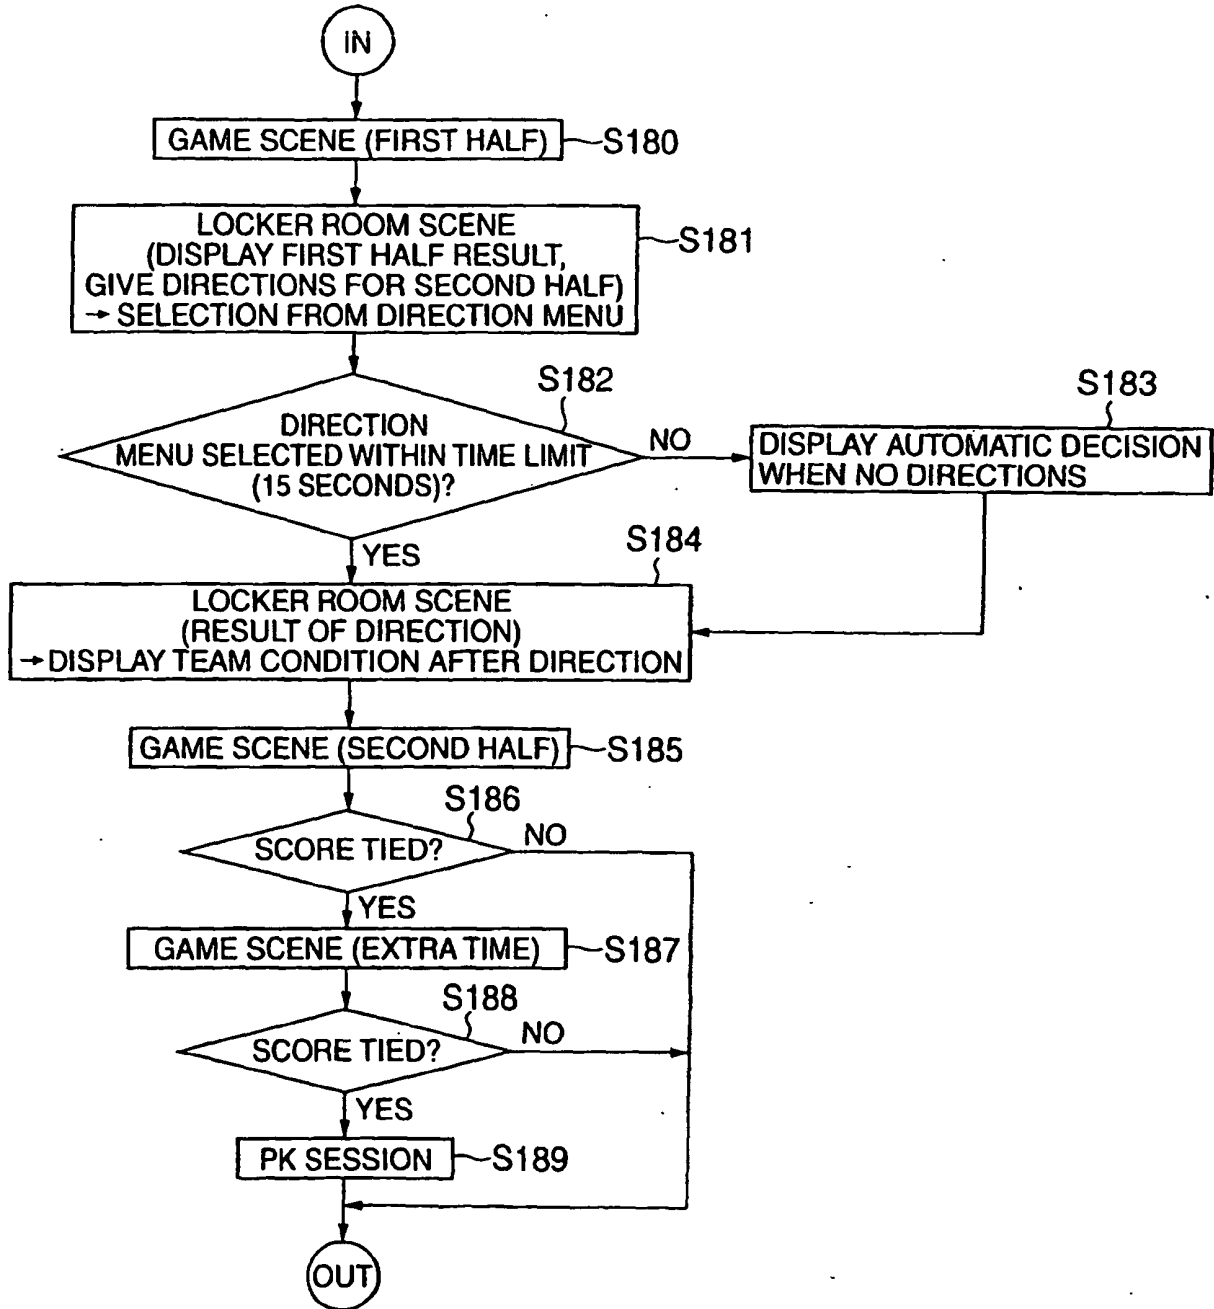 IN
GAME SCENE (FIRST HALF)
S180
LOCKER ROOM SCENE
(DISPLAY FIRST HALF RESULT,
GIVE DIRECTIONS FOR SECOND HALF)
→ SELECTION FROM DIRECTION MENU
S181
S182
DIRECTION
MENU SELECTED WITHIN TIME LIMIT
(15 SECONDS)?
NO
S183
DISPLAY AUTOMATIC DECISION
WHEN NO DIRECTIONS
YES
S184
LOCKER ROOM SCENE
(RESULT OF DIRECTION)
→DISPLAY TEAM CONDITION AFTER DIRECTION
GAME SCENE (SECOND HALF)
S185
S186
SCORE TIED?
NO
YES
GAME SCENE (EXTRA TIME)
S187
S188
SCORE TIED?
NO
YES
PK SESSION
S189
OUT